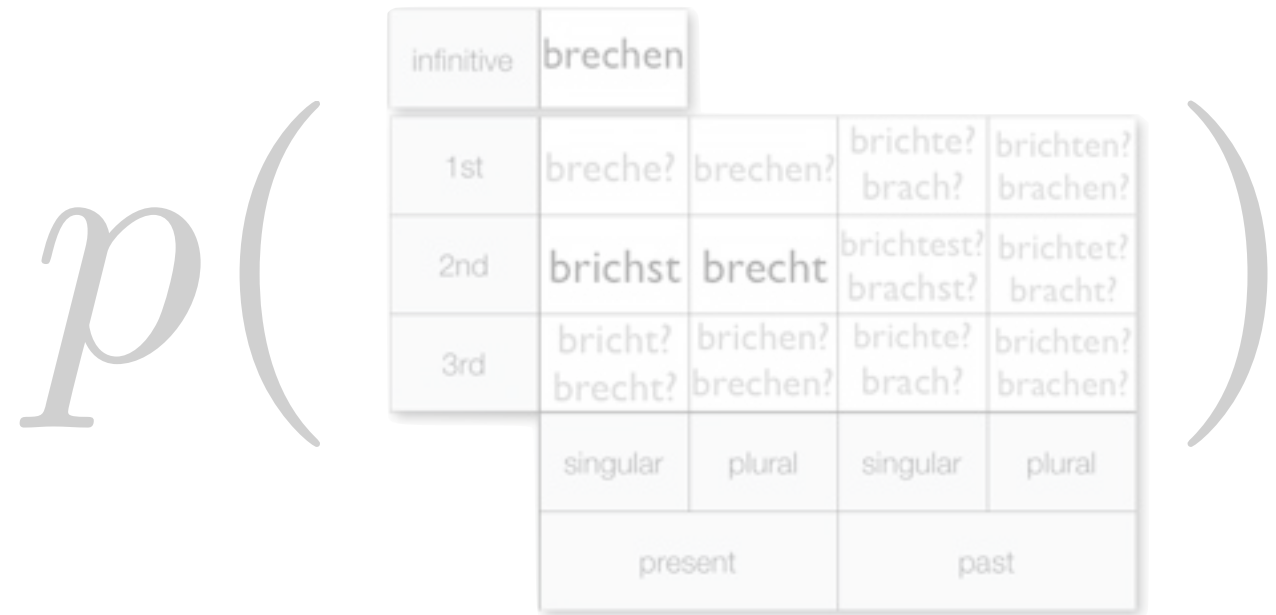 p(
infinitive brechen
1st breche? brechen? brichte? brach? brichten? brachen?
2nd brichst brecht brichtest? brachst? brichtet? bracht?
3rd bricht? brecht? brichen? brechen? brichte? brach? brichten? brachen?
singular plural singular plural
present past
)